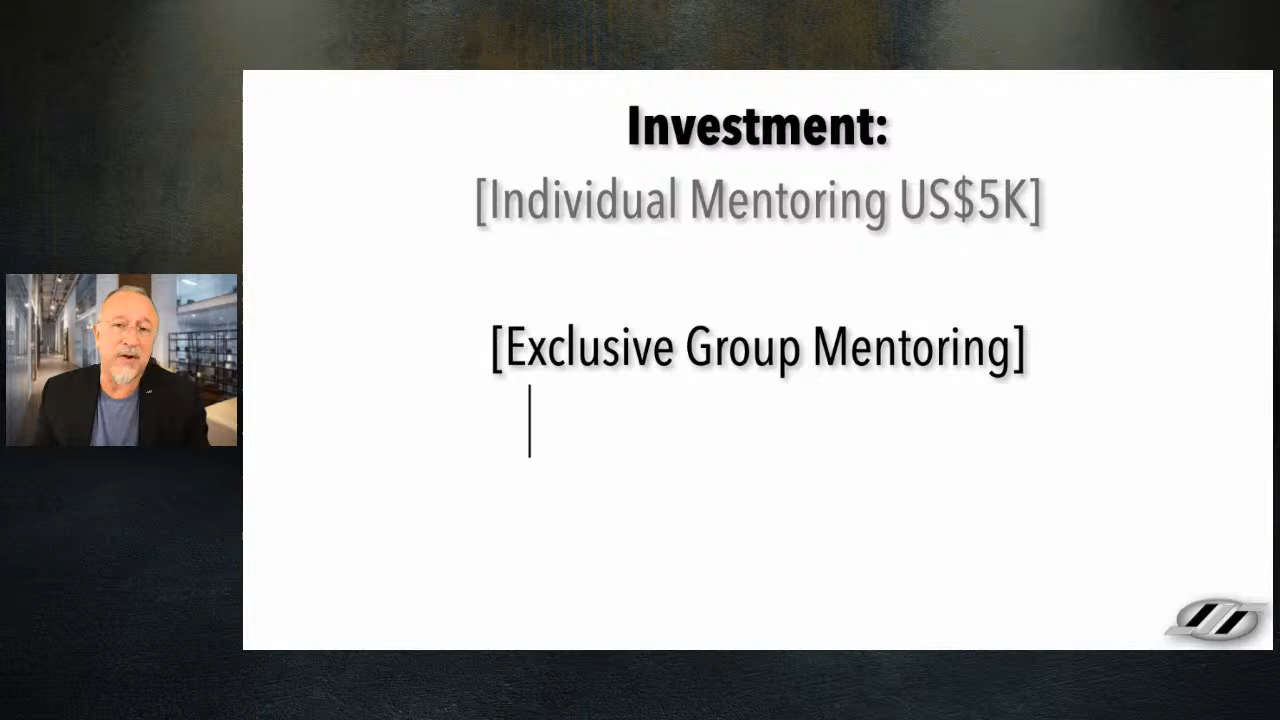 Investment:
[Individual Mentoring US$5K]
[Exclusive Group Mentoring]